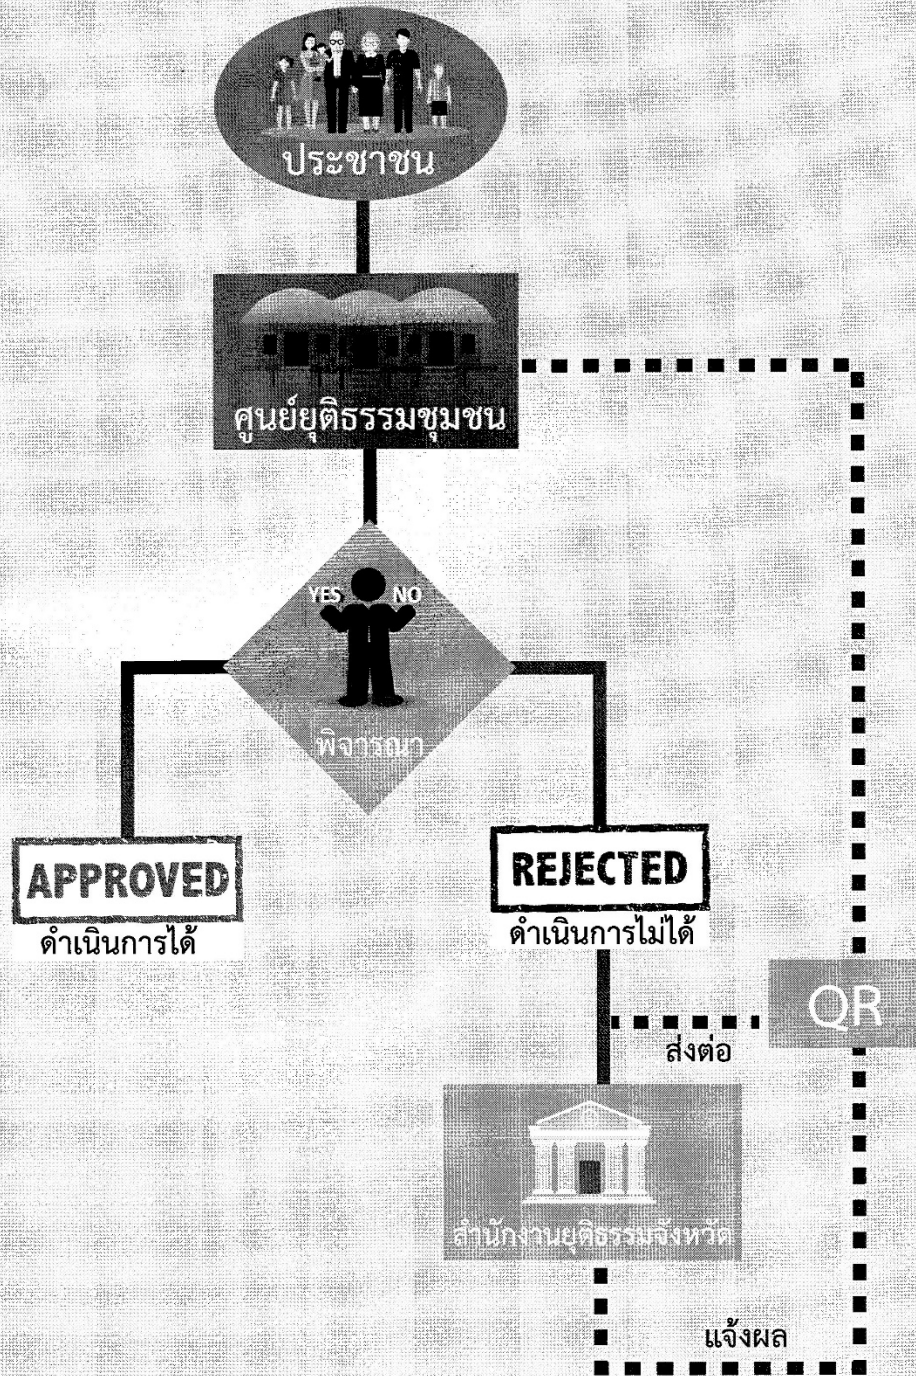 ประชาชน
ศูนย์ยุติธรรมชุมชน
YES NO
พิจารณา
APPROVED
ดำเนินการได้
REJECTED
ดำเนินการไม่ได้
QR
ส่งต่อ
สำนักงานยุติธรรมจังหวัด
แจ้งผล